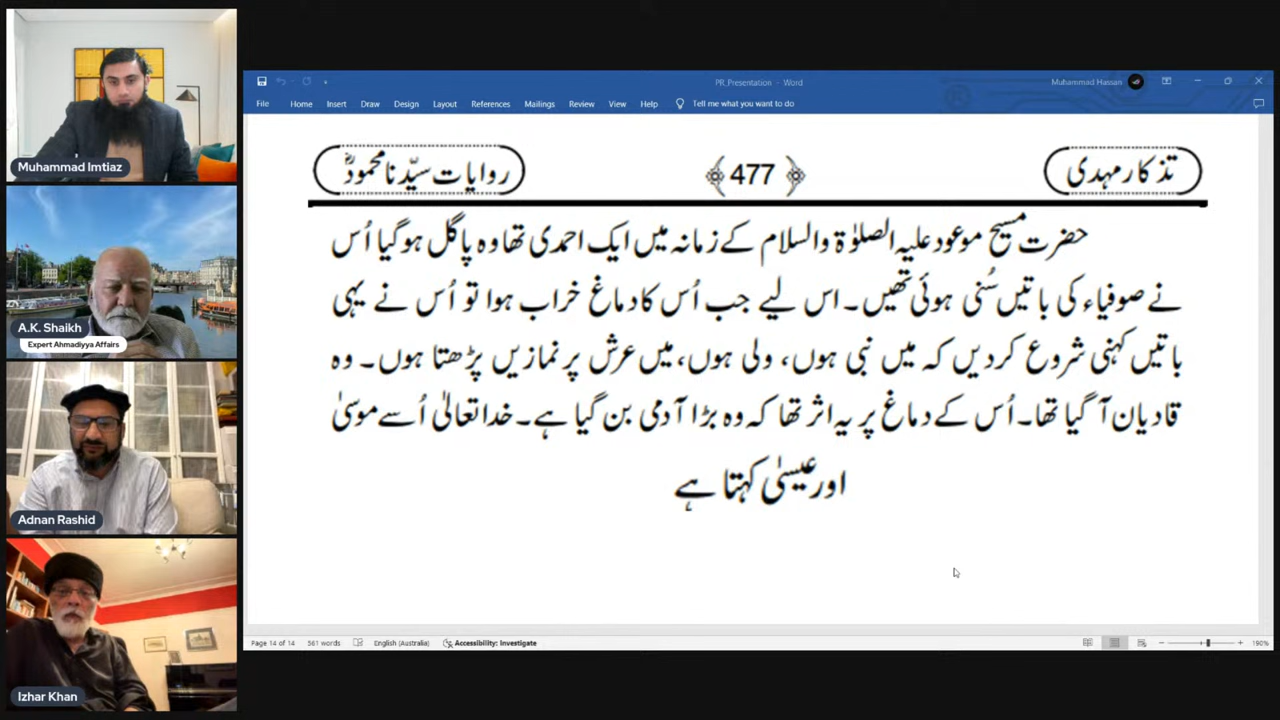 Muhammad Imtiaz
A.K. Shaikh
Expert Ahmadiyya Affairs
Adnan Rashid
Izhar Khan
PR_Presentation - Word
Muhammad Hassan
File Home Insert Draw Design Layout References Mailings Review View Help Tell me what you want to do
تذکار مہدی ﴿477﴾ روایات سیّدنا محمودؓ
حضرت مسیح موعود علیہ الصلوٰۃ والسلام کے زمانہ میں ایک احمدی تھا وہ پاگل ہوگیا اُس
نے صوفیاء کی باتیں سُنی ہوئی تھیں۔ اس لیے جب اُس کا دماغ خراب ہوا تو اُس نے یہی
باتیں کہنی شروع کردیں کہ میں نبی ہوں، ولی ہوں، میں عرش پر نمازیں پڑھتا ہوں۔ وہ
قادیان آ گیا تھا۔ اُس کے دماغ پر یہ اثر تھا کہ وہ بڑا آدمی بن گیا ہے۔ خدا تعالیٰ اُسے موسیٰ
اور عیسیٰ کہتا ہے
Page 14 of 14 561 words English (Australia) Accessibility: Investigate 190%